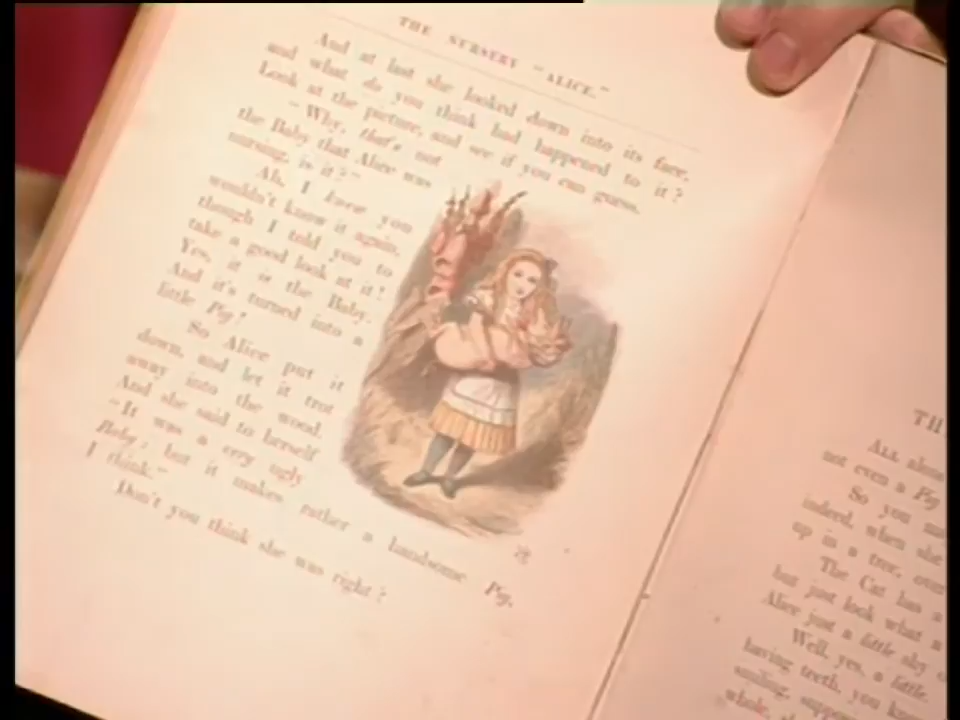 THE NURSERY "ALICE."
And at last she looked down into its face,
and what do you think had happened to it?
Look at the picture, and see if you can guess.
"Why, that's not
the Baby that Alice was
nursing, is it?"
Ah, I knew you
wouldn't know it again,
though I told you to
take a good look at it!
Yes, it is the Baby.
And it's turned into a
little Pig!
So Alice put it
down, and let it trot
away into the wood.
And she said to herself
"It was a very ugly
Baby, but it makes rather a handsome Pig,
I think."
Don't you think she was right?
TH
ALL alone
not even a Pig
So you
indeed, when she
up in a tree, over
The Cat has a
but just look what a
Alice just a little shy
Well, yes, a little.
having teeth, you know
smiling,
whole,